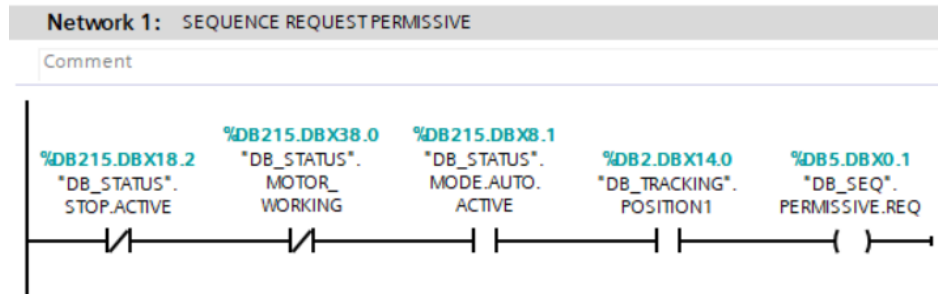 Network 1: SEQUENCE REQUEST PERMISSIVE
Comment
%DB215.DBX18.2
"DB_STATUS".
STOP.ACTIVE
%DB215.DBX38.0
"DB_STATUS".
MOTOR_
WORKING
%DB215.DBX8.1
"DB_STATUS".
MODE.AUTO.
ACTIVE
%DB2.DBX14.0
"DB_TRACKING".
POSITION1
%DB5.DBX0.1
"DB_SEQ".
PERMISSIVE.REQ